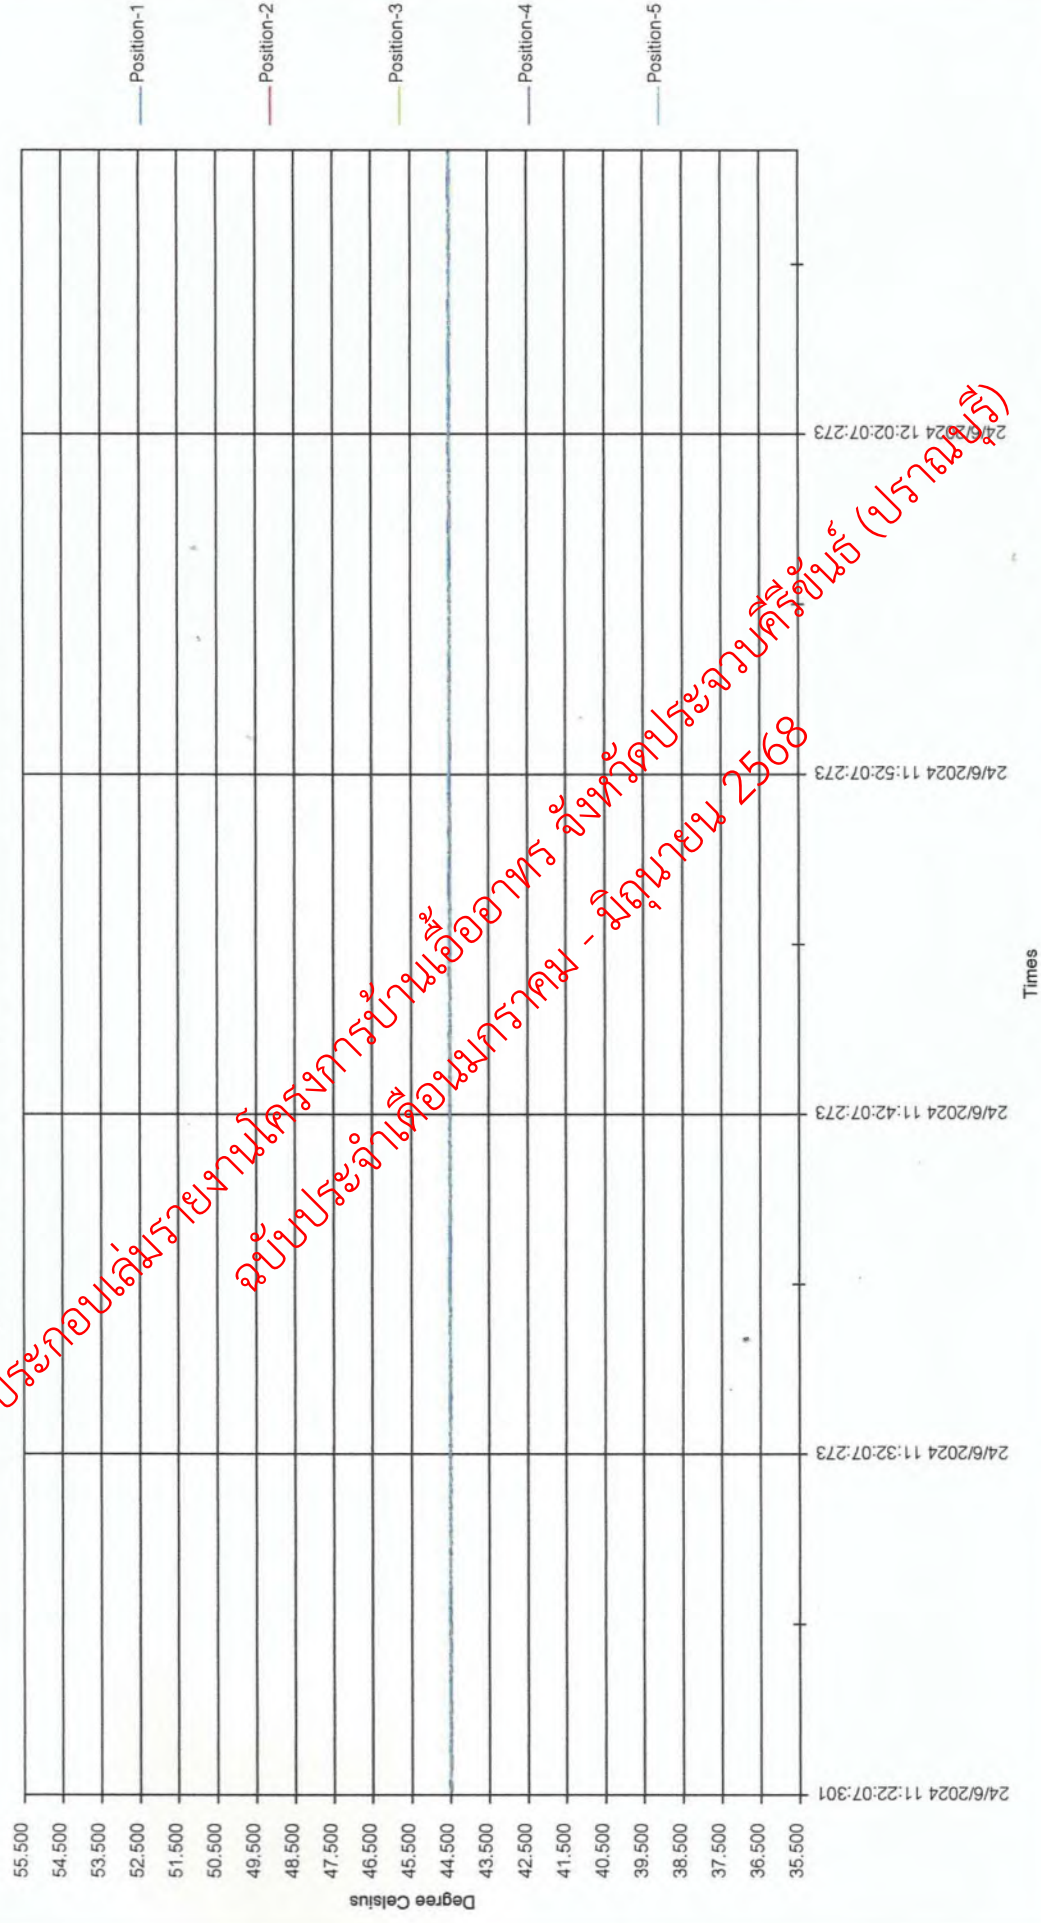 Position-1
Position-2
Position-3
Position-4
Position-5
55.500
54.500
53.500
52.500
51.500
50.500
49.500
48.500
47.500
46.500
45.500
44.500
43.500
42.500
41.500
40.500
39.500
38.500
37.500
36.500
35.500
Degree Celsius
24/6/2024 11:22:07:301
24/6/2024 11:32:07:273
24/6/2024 11:42:07:273
24/6/2024 11:52:07:273
24/6/2024 12:02:07:273
Times
ประกอบเล่มรายงานโครงการบ้านเอื้ออาทร จังหวัดประจวบคีรีขันธ์ (ปราณบุรี)
ฉบับประจำเดือนมกราคม - มิถุนายน 2568